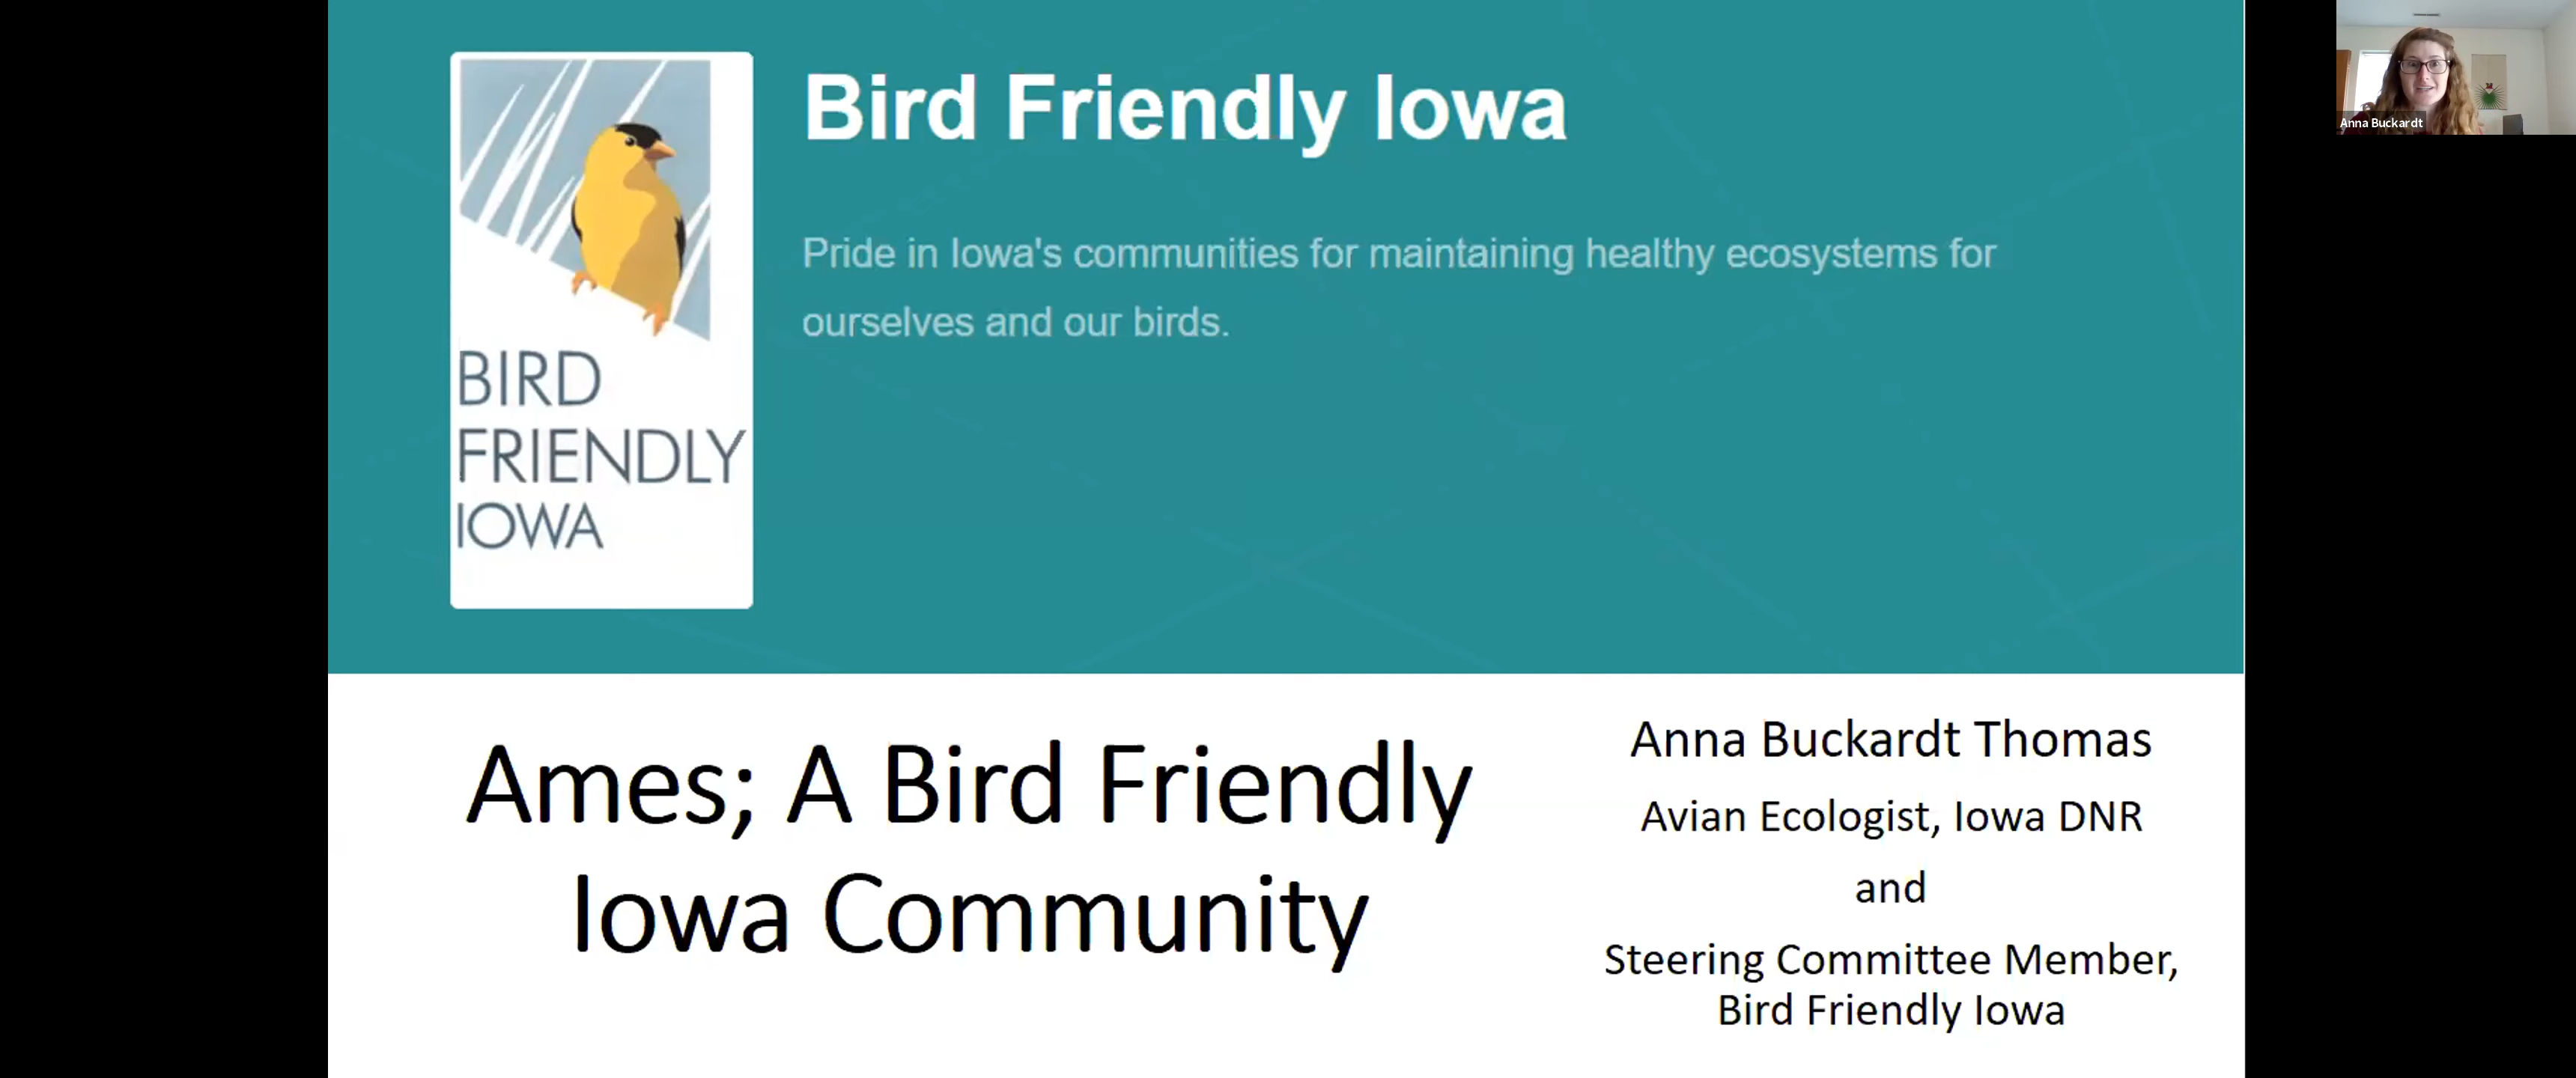 Bird Friendly Iowa
Pride in Iowa's communities for maintaining healthy ecosystems for
ourselves and our birds.
BIRD
FRIENDLY
IOWA
Ames; A Bird Friendly
Iowa Community
Anna Buckardt Thomas
Avian Ecologist, Iowa DNR
and
Steering Committee Member,
Bird Friendly Iowa
Anna Buckardt